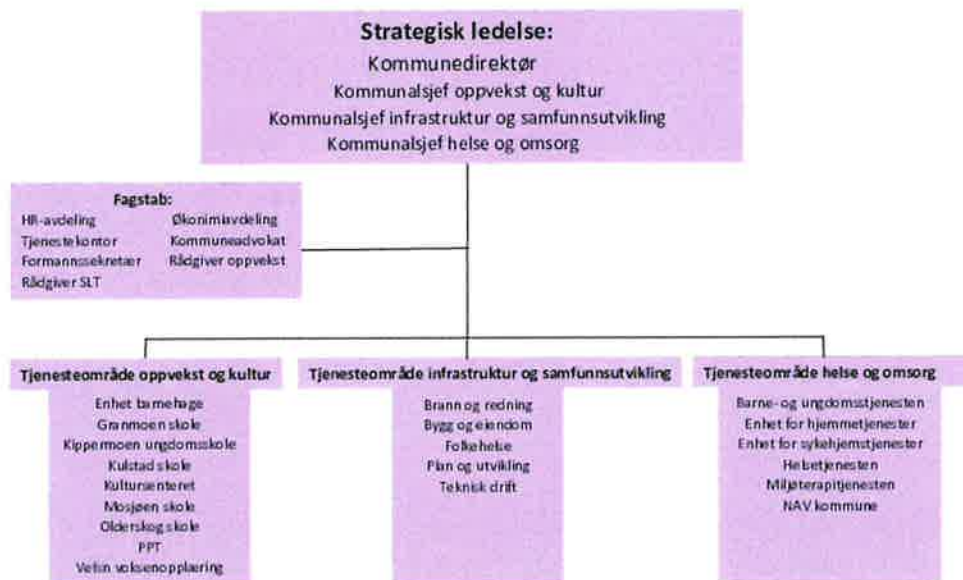 Strategisk ledelse:
Kommunedirektør
Kommunalsjef oppvekst og kultur
Kommunalsjef infrastruktur og samfunnsutvikling
Kommunalsjef helse og omsorg
Fagstab:
HR-avdeling
Tjenestekontor
Formannssekretær
Rådgiver SLT
Økonimiavdeling
Kommuneadvokat
Rådgiver oppvekst
Tjenesteområde oppvekst og kultur
Enhet barnehage
Granmoen skole
Kippermoen ungdomsskole
Kulstad skole
Kultursenteret
Mosjøen skole
Olderskog skole
PPT
Vefsn voksenopplæring
Tjenesteområde infrastruktur og samfunnsutvikling
Brann og redning
Bygg og eiendom
Folkehelse
Plan og utvikling
Teknisk drift
Tjenesteområde helse og omsorg
Barne- og ungdomstjenesten
Enhet for hjemmetjenester
Enhet for sykehjemstjenester
Helsetjenesten
Miljøterapitjenesten
NAV kommune